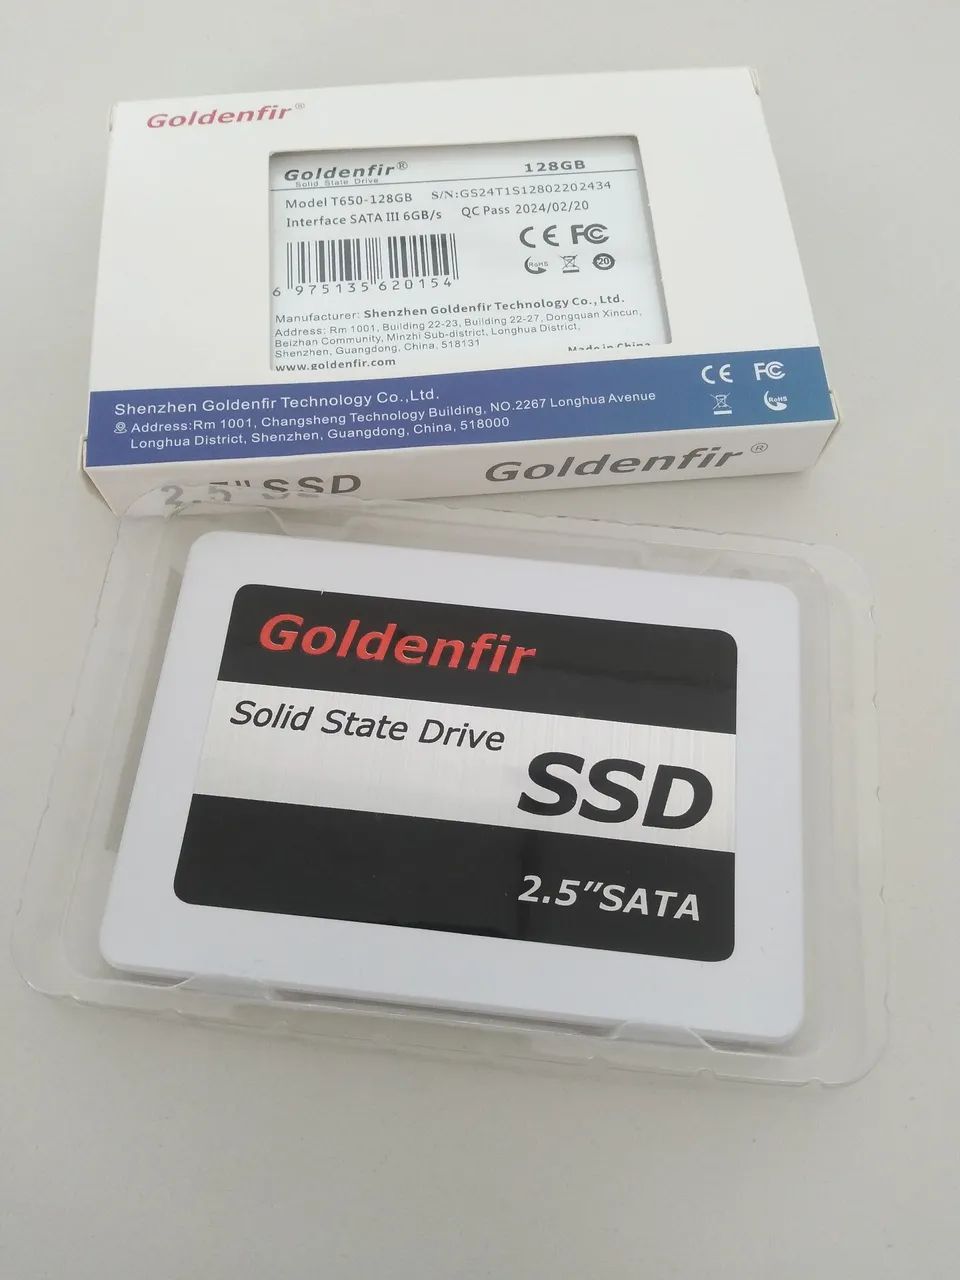 Goldenfir®
Goldenfir® 128GB
Solid State Drive
Model T650-128GB S/N:GS24T1S12802202434
Interface SATA III 6GB/s QC Pass 2024/02/20
CE FC
RoHS 20
6 975135 620154
Manufacturer: Shenzhen Goldenfir Technology Co., Ltd.
Address: Rm 1001, Building 22-23, Building 22-27, Dongquan Xincun,
Beizhan Community, Minzhi Sub-district, Longhua District,
Shenzhen, Guangdong, China. 518131
Made in China
www.goldenfir.com
Shenzhen Goldenfir Technology Co.,Ltd.
Address:Rm 1001, Changsheng Technology Building, NO.2267 Longhua Avenue
Longhua District, Shenzhen, Guangdong, China, 518000
CE FC
RoHS
2.5"SSD Goldenfir®
Goldenfir
Solid State Drive
SSD
2.5"SATA